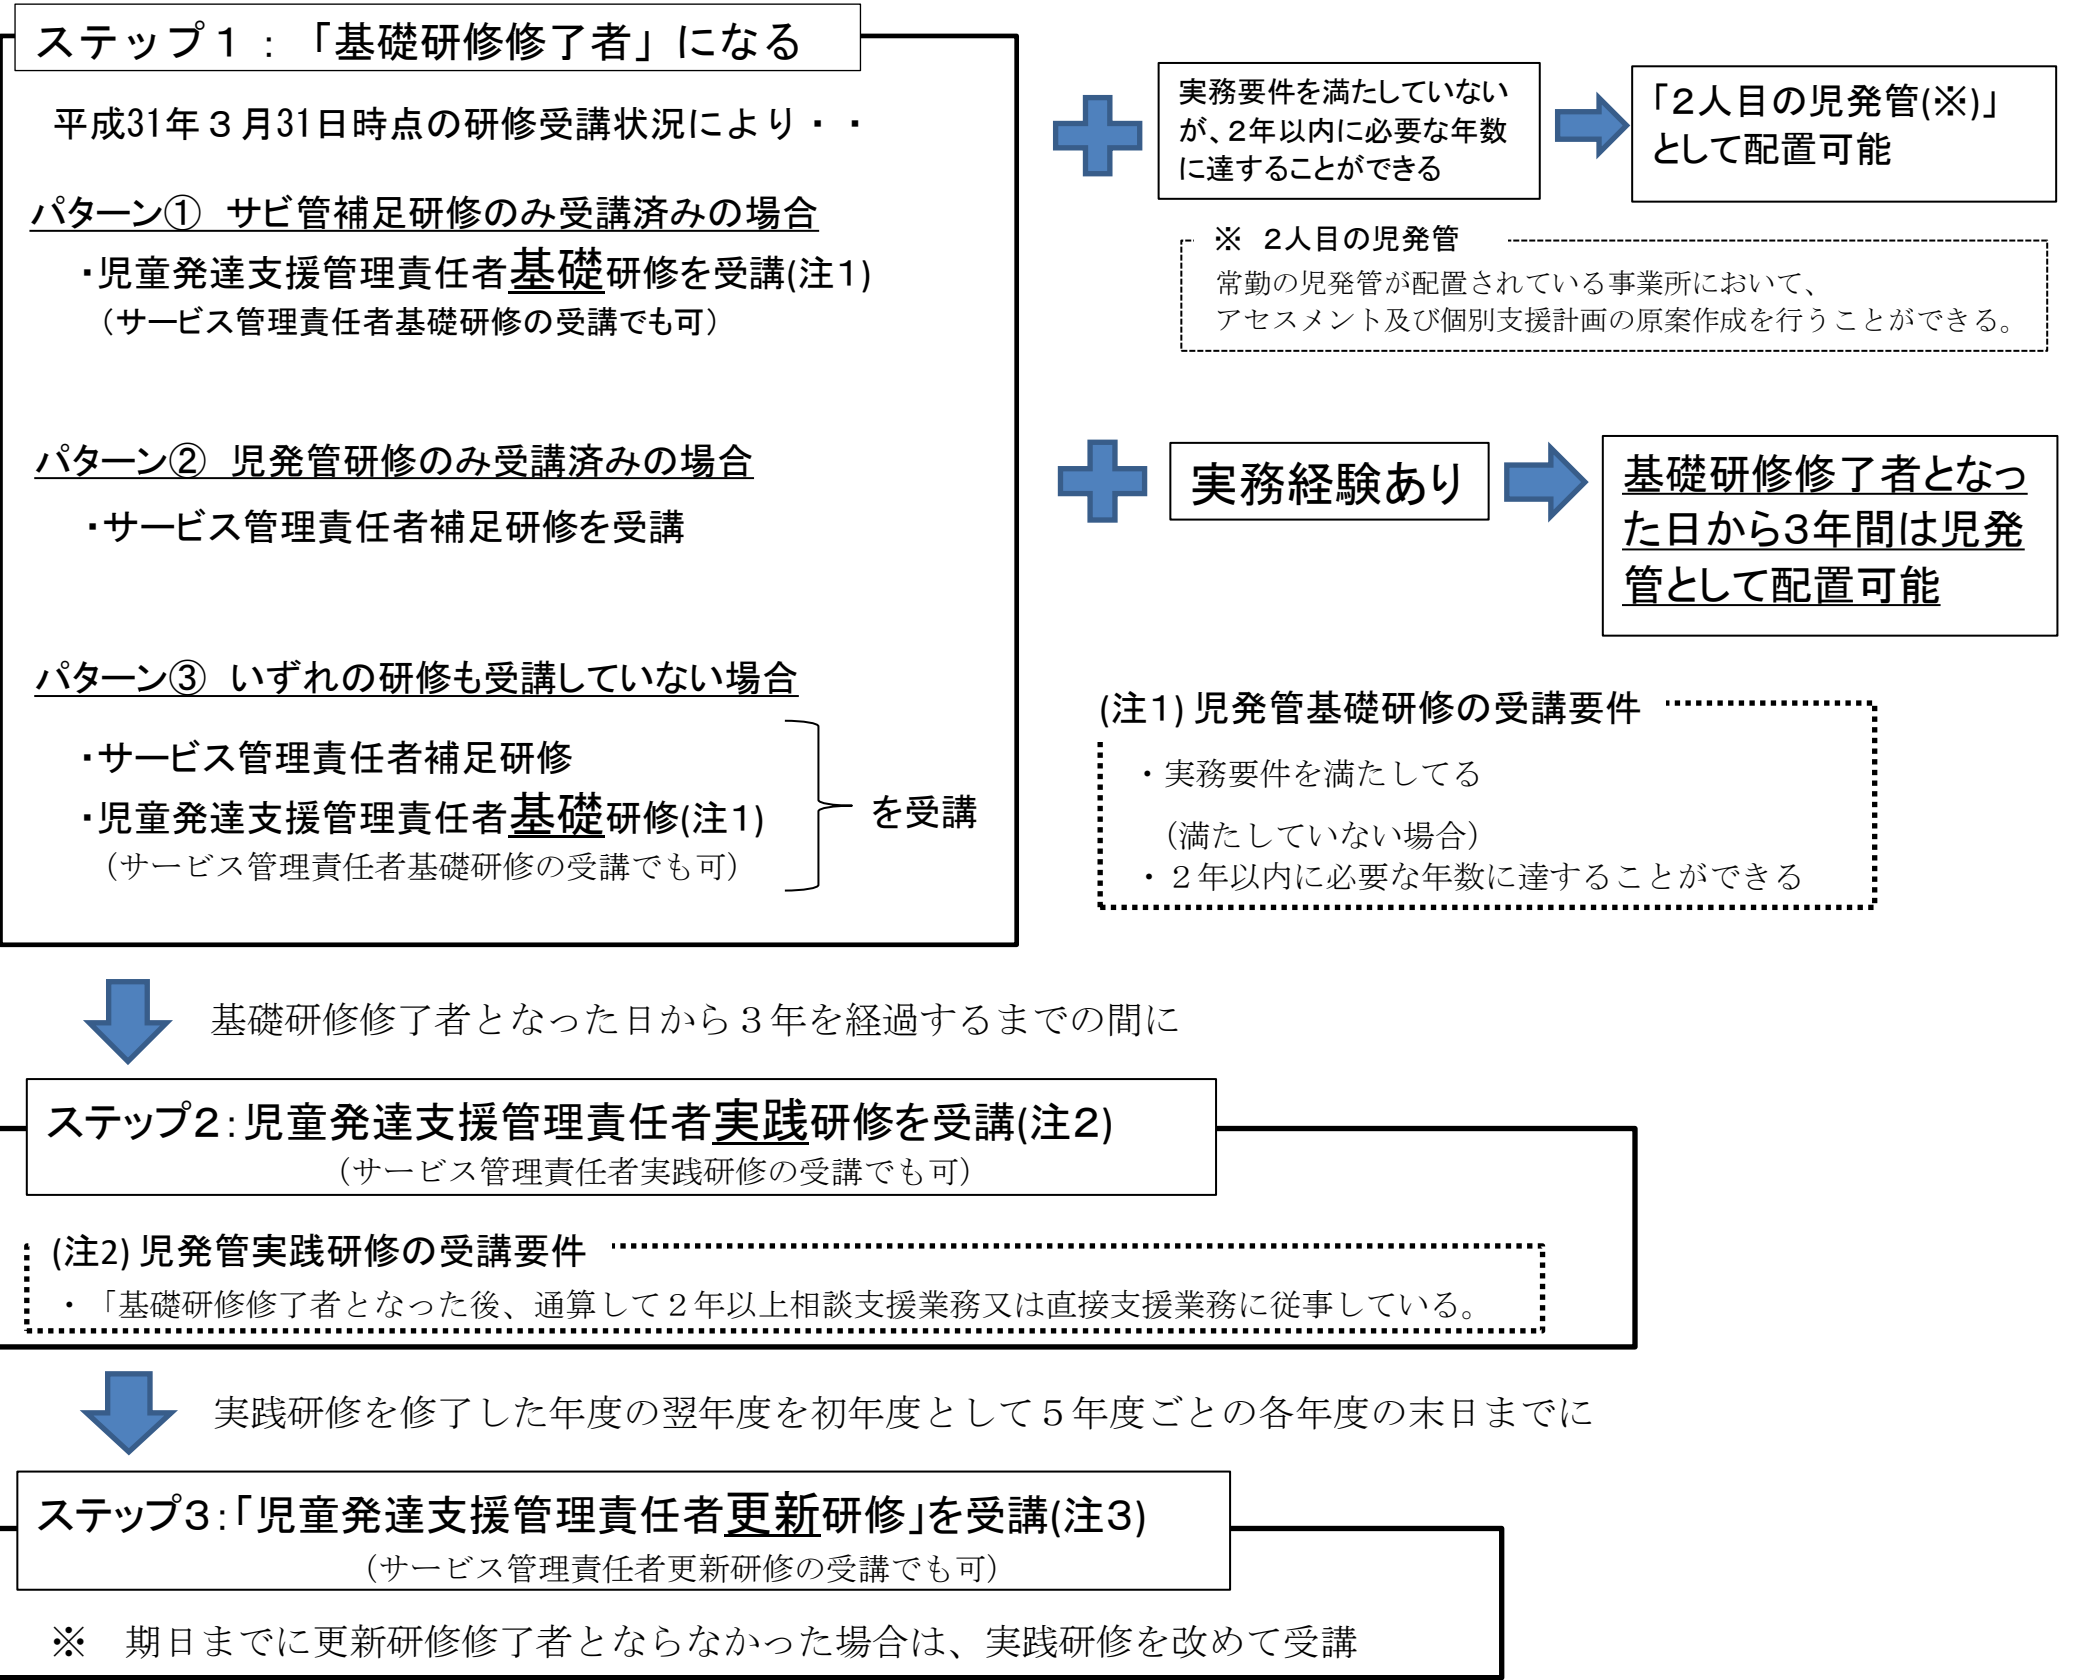 ステップ１：「基礎研修修了者」になる
平成31年３月31日時点の研修受講状況により・・
パターン①　サビ管補足研修のみ受講済みの場合
・児童発達支援管理責任者基礎研修を受講(注１)
（サービス管理責任者基礎研修の受講でも可）
パターン②　児発管研修のみ受講済みの場合
・サービス管理責任者補足研修を受講
パターン③　いずれの研修も受講していない場合
・サービス管理責任者補足研修
・児童発達支援管理責任者基礎研修(注１)
（サービス管理責任者基礎研修の受講でも可）
を受講
実務要件を満たしていない
が、２年以内に必要な年数
に達することができる
「２人目の児発管(※)」
として配置可能
※　２人目の児発管
常勤の児発管が配置されている事業所において、
アセスメント及び個別支援計画の原案作成を行うことができる。
実務経験あり
基礎研修修了者となっ
た日から３年間は児発
管として配置可能
(注１) 児発管基礎研修の受講要件
・実務要件を満たしてる
（満たしていない場合）
・２年以内に必要な年数に達することができる
基礎研修修了者となった日から３年を経過するまでの間に
ステップ２：児童発達支援管理責任者実践研修を受講(注２)
（サービス管理責任者実践研修の受講でも可）
(注2) 児発管実践研修の受講要件
・「基礎研修修了者となった後、通算して２年以上相談支援業務又は直接支援業務に従事している。
実践研修を修了した年度の翌年度を初年度として５年度ごとの各年度の末日までに
ステップ３：「児童発達支援管理責任者更新研修」を受講(注３)
（サービス管理責任者更新研修の受講でも可）
※　期日までに更新研修修了者とならなかった場合は、実践研修を改めて受講